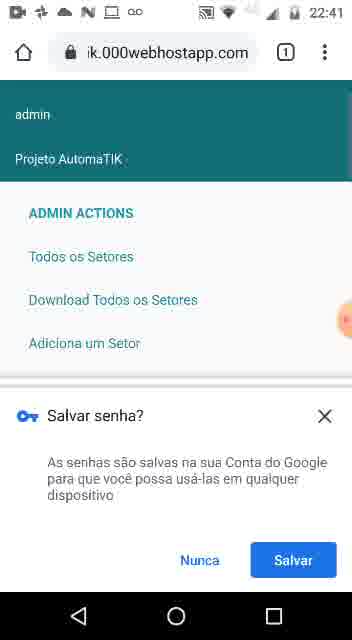 22:41
ik.000webhostapp.com
1
admin
Projeto AutomaTIK
ADMIN ACTIONS
Todos os Setores
Download Todos os Setores
Adiciona um Setor
Salvar senha?
As senhas são salvas na sua Conta do Google
para que você possa usá-las em qualquer
dispositivo
Nunca
Salvar